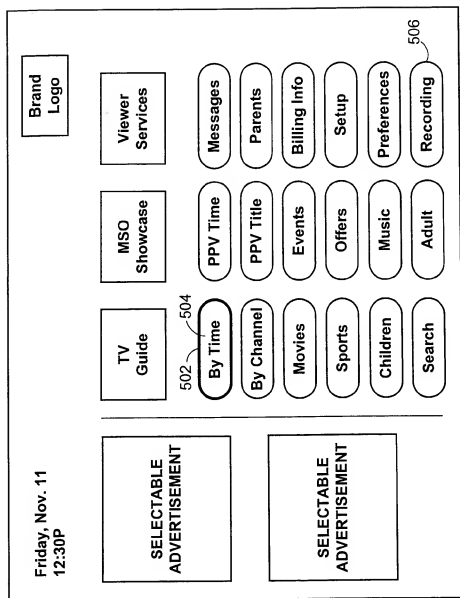 Friday, Nov. 11
12:30P
Brand
Logo
SELECTABLE
ADVERTISEMENT
SELECTABLE
ADVERTISEMENT
TV
Guide
MSO
Showcase
Viewer
Services
502
504
By Time
PPV Time
Messages
By Channel
PPV Title
Parents
Movies
Events
Billing Info
Sports
Offers
Setup
Children
Music
Preferences
Search
Adult
Recording
506